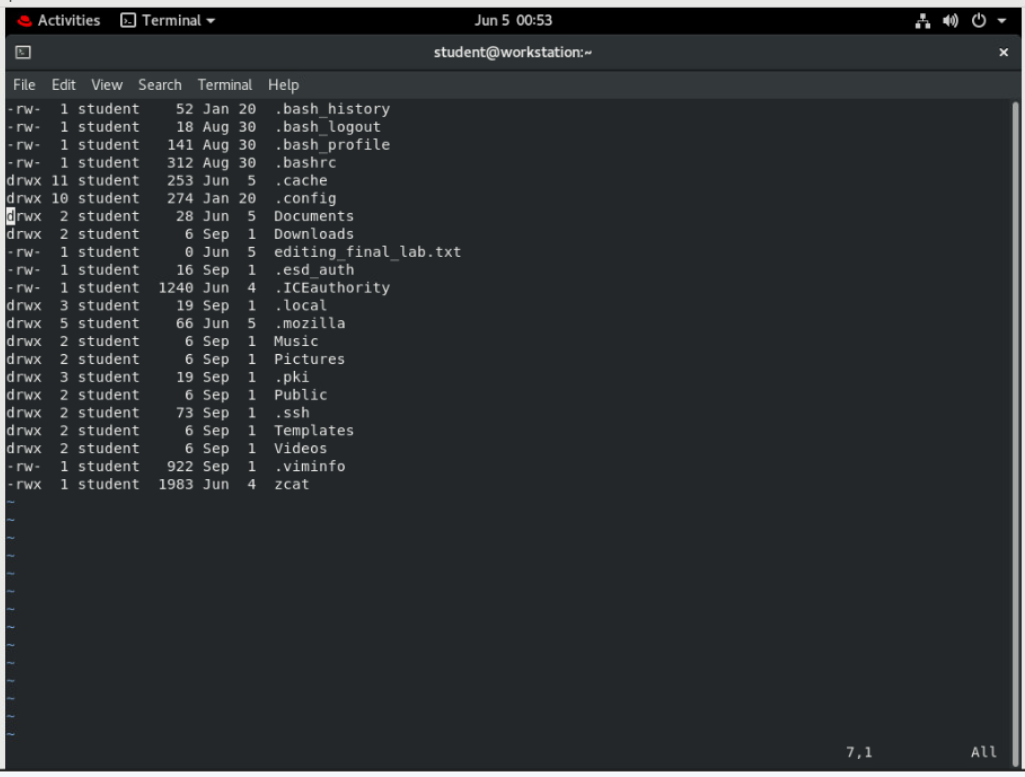 Activities Terminal Jun 5 00:53
student@workstation:~ ×
File Edit View Search Terminal Help
-rw-  1 student    52 Jan 20  .bash_history
-rw-  1 student    18 Aug 30  .bash_logout
-rw-  1 student   141 Aug 30  .bash_profile
-rw-  1 student   312 Aug 30  .bashrc
drwx 11 student   253 Jun  5  .cache
drwx 10 student   274 Jan 20  .config
drwx  2 student    28 Jun  5  Documents
drwx  2 student     6 Sep  1  Downloads
-rw-  1 student     0 Jun  5  editing_final_lab.txt
-rw-  1 student    16 Sep  1  .esd_auth
-rw-  1 student  1240 Jun  4  .ICEauthority
drwx  3 student    19 Sep  1  .local
drwx  5 student    66 Jun  5  .mozilla
drwx  2 student     6 Sep  1  Music
drwx  2 student     6 Sep  1  Pictures
drwx  3 student    19 Sep  1  .pki
drwx  2 student     6 Sep  1  Public
drwx  2 student    73 Sep  1  .ssh
drwx  2 student     6 Sep  1  Templates
drwx  2 student     6 Sep  1  Videos
-rw-  1 student   922 Sep  1  .viminfo
-rwx  1 student  1983 Jun  4  zcat
~
~
~
~
~
~
~
~
~
~
~
~
~
~
7,1 All